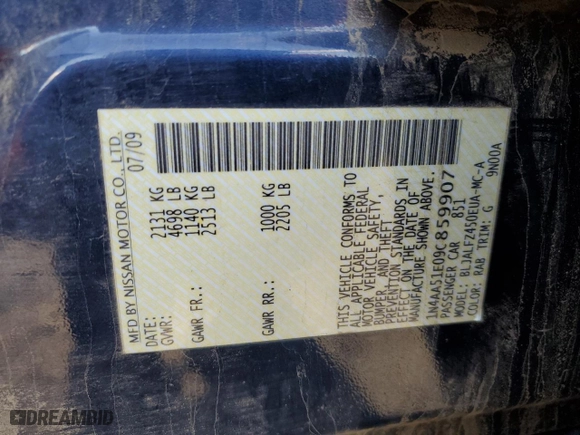 MFD BY NISSAN MOTOR CO., LTD.
DATE: 07/09
GVWR: 2131 KG
4698 LB
GAWR FR.: 1140 KG
2513 LB
GAWR RR.: 1000 KG
2205 LB
THIS VEHICLE CONFORMS TO
ALL APPLICABLE FEDERAL
MOTOR VEHICLE SAFETY,
BUMPER, AND THEFT
PREVENTION STANDARDS IN
EFFECT ON THE DATE OF
MANUFACTURE SHOWN ABOVE.
1N4AA51E09C859907
PASSENGER CAR 851
MODEL: BLJALFZ450EUA-MC-A
COLOR: RAB TRIM: G 9N00A
DREAMBID